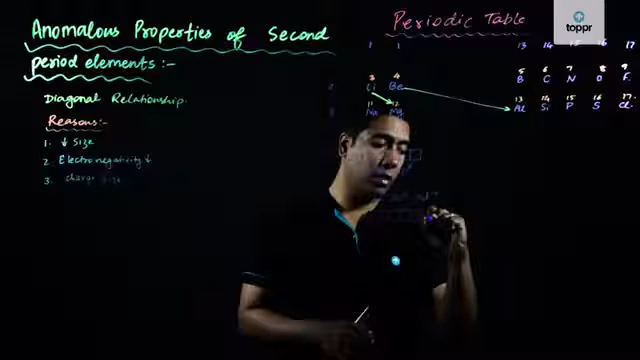 Anomalous Properties of Second
period elements :-
Diagonal Relationship.
Reasons:-
1. ↓ Size
2. Electronegativity ↓
3. charge size
Periodic Table
toppr
1 1 13 14 15 16 17
3 4 5 6 7 8 9
2 Li Be B C N O F
11 12 13 14 15 16 17
3 Na Mg Al Si P S Cl